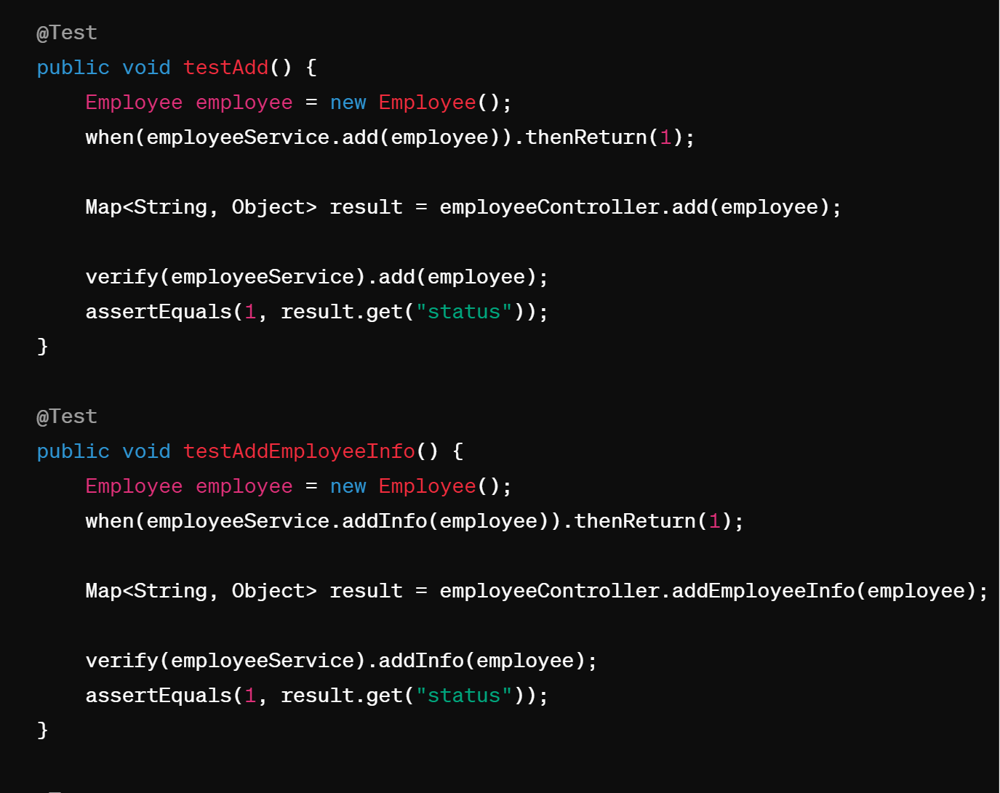 @Test
public void testAdd() {
    Employee employee = new Employee();
    when(employeeService.add(employee)).thenReturn(1);
    Map<String, Object> result = employeeController.add(employee);
    verify(employeeService).add(employee);
    assertEquals(1, result.get("status"));
}
@Test
public void testAddEmployeeInfo() {
    Employee employee = new Employee();
    when(employeeService.addInfo(employee)).thenReturn(1);
    Map<String, Object> result = employeeController.addEmployeeInfo(employee);
    verify(employeeService).addInfo(employee);
    assertEquals(1, result.get("status"));
}